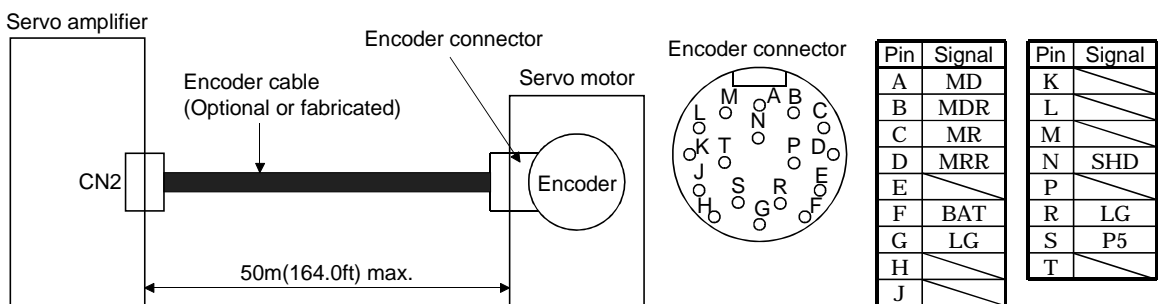 Servo amplifier
Encoder connector
Encoder cable
(Optional or fabricated)
Servo motor
CN2
Encoder
50m(164.0ft) max.
Encoder connector
M A B
L N C
K T P D
J S R E
H G F
Pin Signal
A MD
B MDR
C MR
D MRR
E
F BAT
G LG
H
J
Pin Signal
K
L
M
N SHD
P
R LG
S P5
T